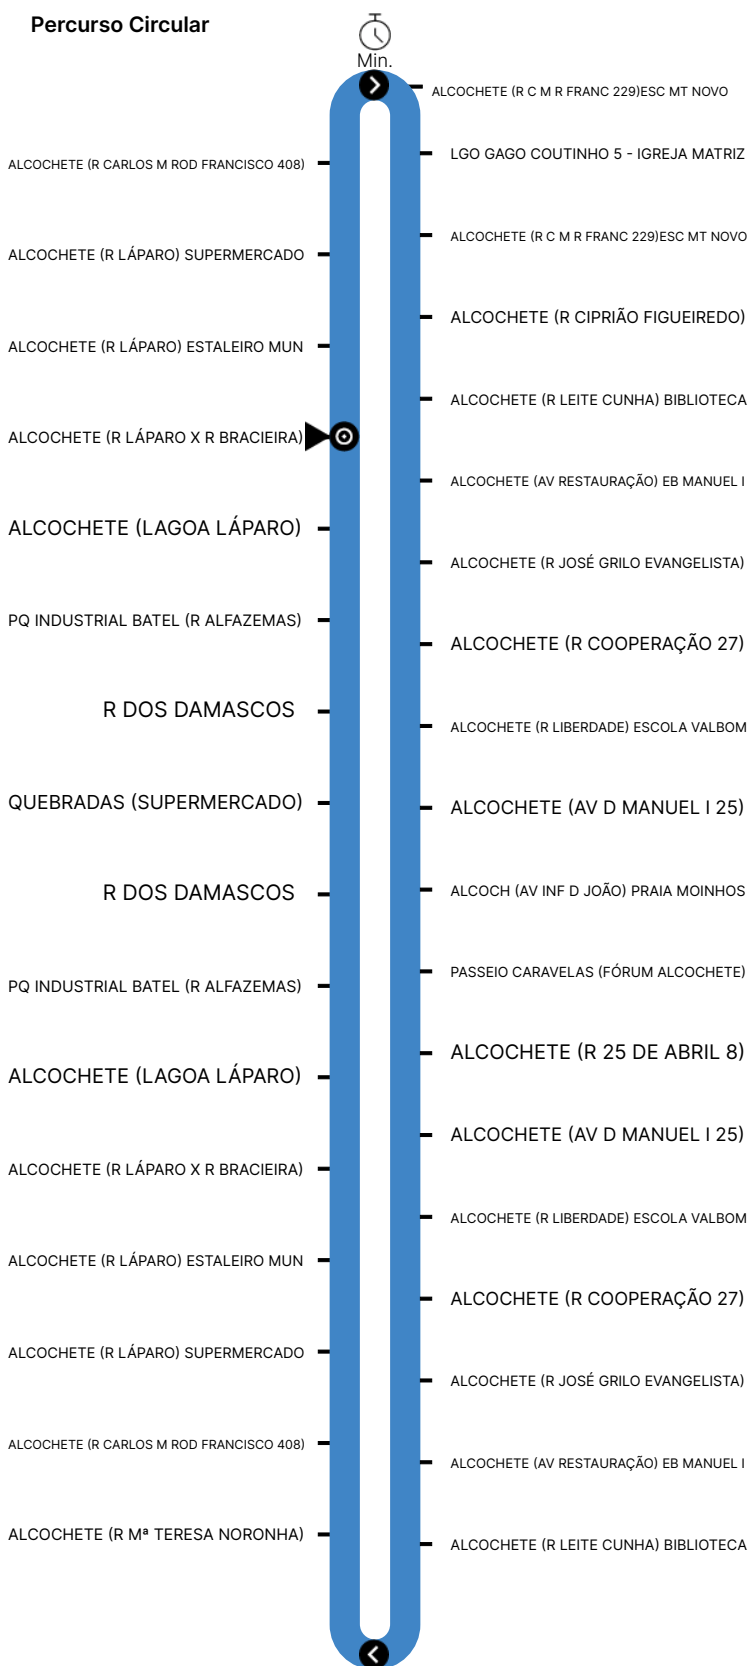 Percurso Circular
Min.
ALCOCHETE (R C M R FRANC 229)ESC MT NOVO
LGO GAGO COUTINHO 5 - IGREJA MATRIZ
ALCOCHETE (R C M R FRANC 229)ESC MT NOVO
ALCOCHETE (R CIPRIÃO FIGUEIREDO)
ALCOCHETE (R LEITE CUNHA) BIBLIOTECA
ALCOCHETE (AV RESTAURAÇÃO) EB MANUEL I
ALCOCHETE (R JOSÉ GRILO EVANGELISTA)
ALCOCHETE (R COOPERAÇÃO 27)
ALCOCHETE (R LIBERDADE) ESCOLA VALBOM
ALCOCHETE (AV D MANUEL I 25)
ALCOCH (AV INF D JOÃO) PRAIA MOINHOS
PASSEIO CARAVELAS (FÓRUM ALCOCHETE)
ALCOCHETE (R 25 DE ABRIL 8)
ALCOCHETE (AV D MANUEL I 25)
ALCOCHETE (R LIBERDADE) ESCOLA VALBOM
ALCOCHETE (R COOPERAÇÃO 27)
ALCOCHETE (R JOSÉ GRILO EVANGELISTA)
ALCOCHETE (AV RESTAURAÇÃO) EB MANUEL I
ALCOCHETE (R LEITE CUNHA) BIBLIOTECA
ALCOCHETE (R CARLOS M ROD FRANCISCO 408)
ALCOCHETE (R LÁPARO) SUPERMERCADO
ALCOCHETE (R LÁPARO) ESTALEIRO MUN
ALCOCHETE (R LÁPARO X R BRACIEIRA)
ALCOCHETE (LAGOA LÁPARO)
PQ INDUSTRIAL BATEL (R ALFAZEMAS)
R DOS DAMASCOS
QUEBRADAS (SUPERMERCADO)
R DOS DAMASCOS
PQ INDUSTRIAL BATEL (R ALFAZEMAS)
ALCOCHETE (LAGOA LÁPARO)
ALCOCHETE (R LÁPARO X R BRACIEIRA)
ALCOCHETE (R LÁPARO) ESTALEIRO MUN
ALCOCHETE (R LÁPARO) SUPERMERCADO
ALCOCHETE (R CARLOS M ROD FRANCISCO 408)
ALCOCHETE (R Mª TERESA NORONHA)